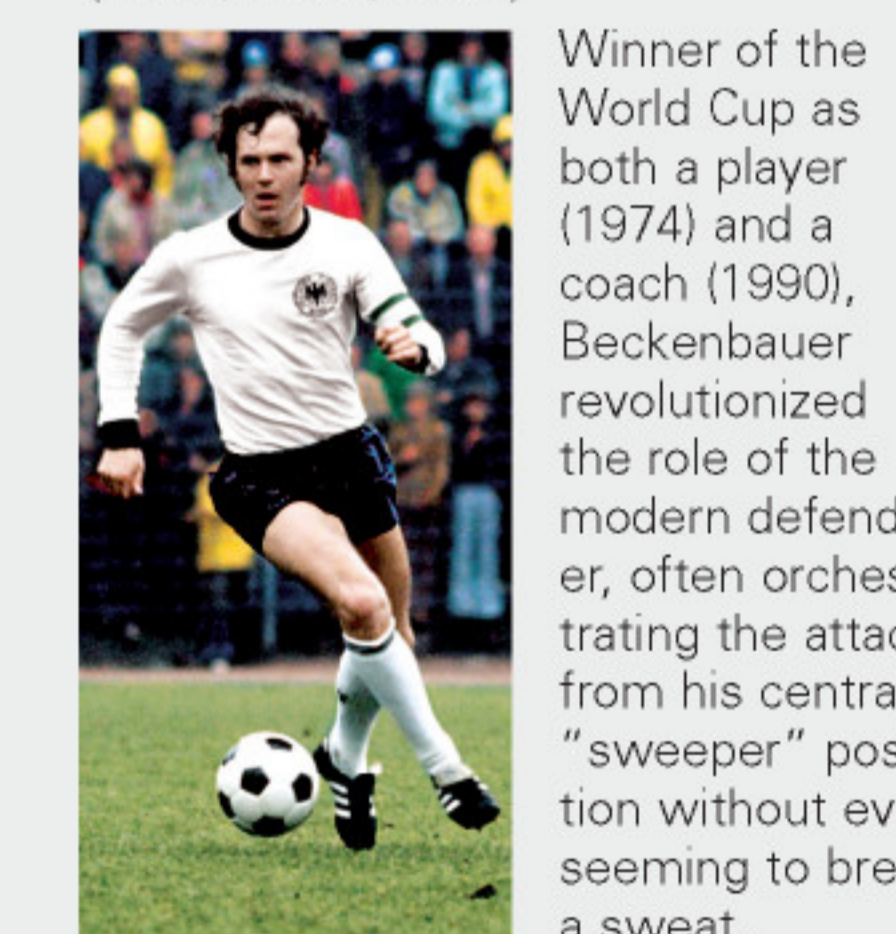 Winner of the
World Cup as
both a player
(1974) and a
coach (1990),
Beckenbauer
revolutionized
the role of the
modern defend
er, often orches
trating the attac
from his centra
“sweeper” pos
tion without ev
seeming to bre
a sweat